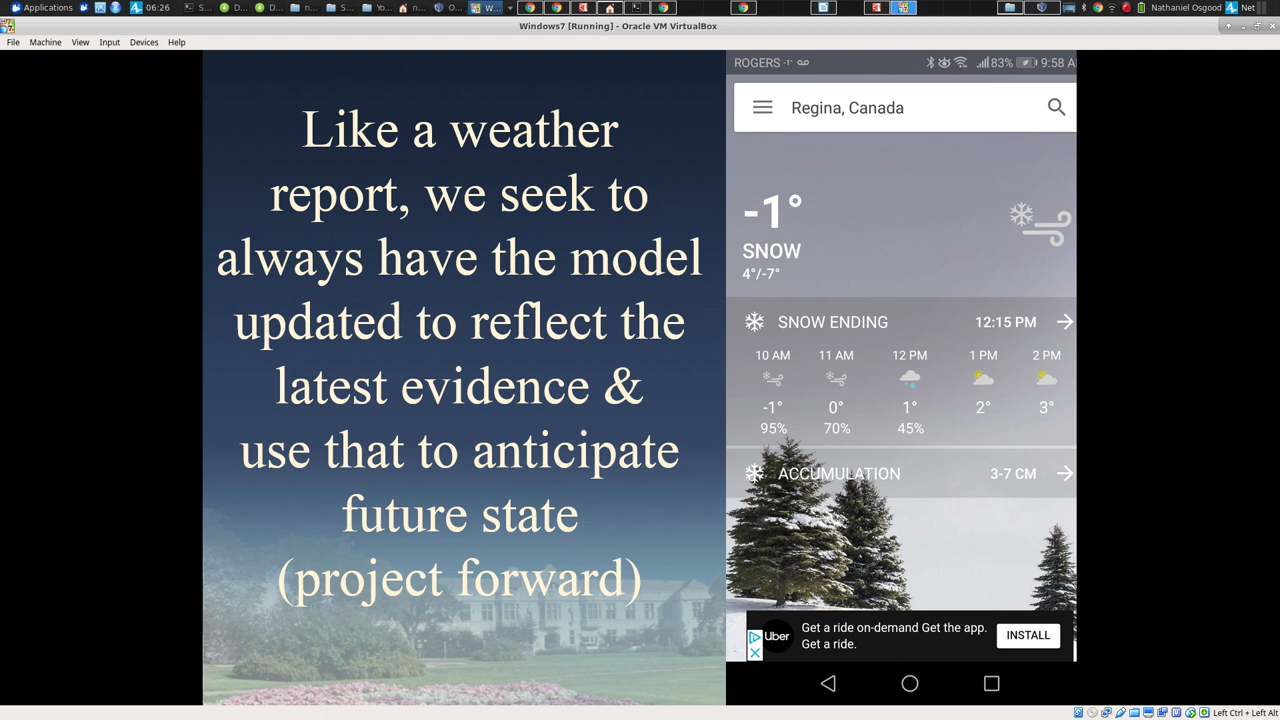 Applications
06:26
S...
D...
D...
n...
S...
Yo...
n...
O...
W...
Nathaniel Osgood
Net
Windows7 [Running] - Oracle VM VirtualBox
File Machine View Input Devices Help
Like a weather
report, we seek to
always have the model
updated to reflect the
latest evidence &
use that to anticipate
future state
(project forward)
ROGERS -1° 83% 9:58 A
Regina, Canada
-1°
SNOW
4°/-7°
SNOW ENDING 12:15 PM
10 AM 11 AM 12 PM 1 PM 2 PM
-1° 0° 1° 2° 3°
95% 70% 45%
ACCUMULATION 3-7 CM
Uber
Get a ride on-demand Get the app.
Get a ride.
INSTALL
Left Ctrl + Left Alt